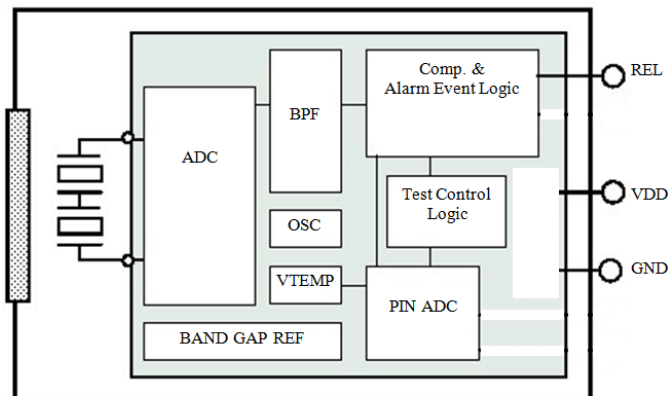 Comp. &
Alarm Event Logic
REL
BPF
ADC
Test Control
Logic
VDD
OSC
VTEMP
GND
PIN ADC
BAND GAP REF